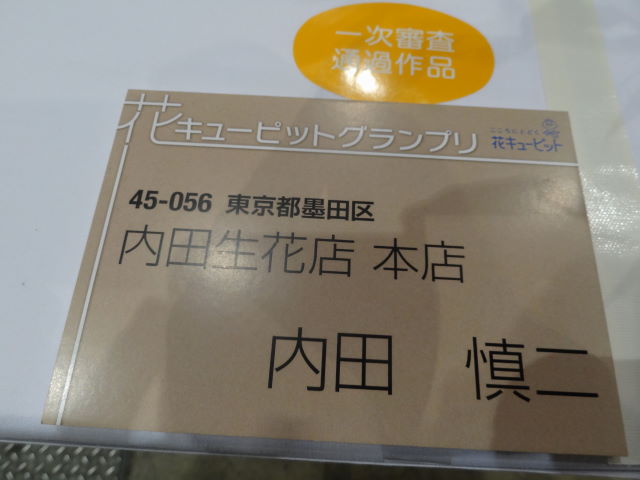 一次審査
通過作品
花キューピットグランプリ
こころにとどく
花キューピット
45-056 東京都墨田区
内田生花店 本店
内田 慎二